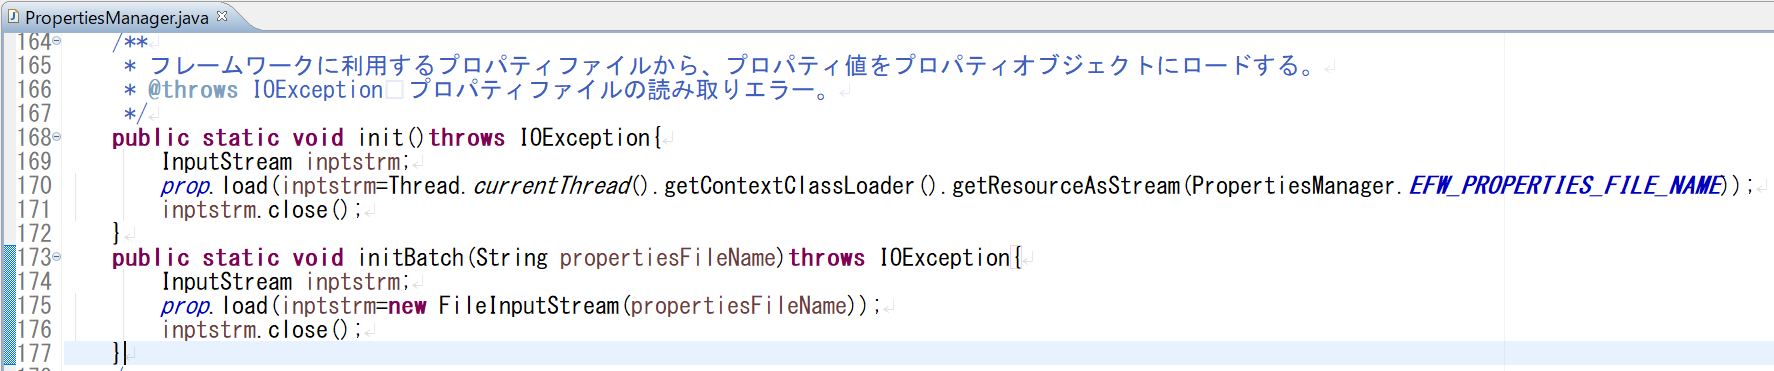 PropertiesManager.java
164 /**
165 * フレームワークに利用するプロパティファイルから、プロパティ値をプロパティオブジェクトにロードする。
166 * @throws IOException　プロパティファイルの読み取りエラー。
167 */
168 public static void init()throws IOException{
169 InputStream inptstrm;
170 prop.load(inptstrm=Thread.currentThread().getContextClassLoader().getResourceAsStream(PropertiesManager.EFW_PROPERTIES_FILE_NAME));
171 inptstrm.close();
172 }
173 public static void initBatch(String propertiesFileName)throws IOException{
174 InputStream inptstrm;
175 prop.load(inptstrm=new FileInputStream(propertiesFileName));
176 inptstrm.close();
177 }